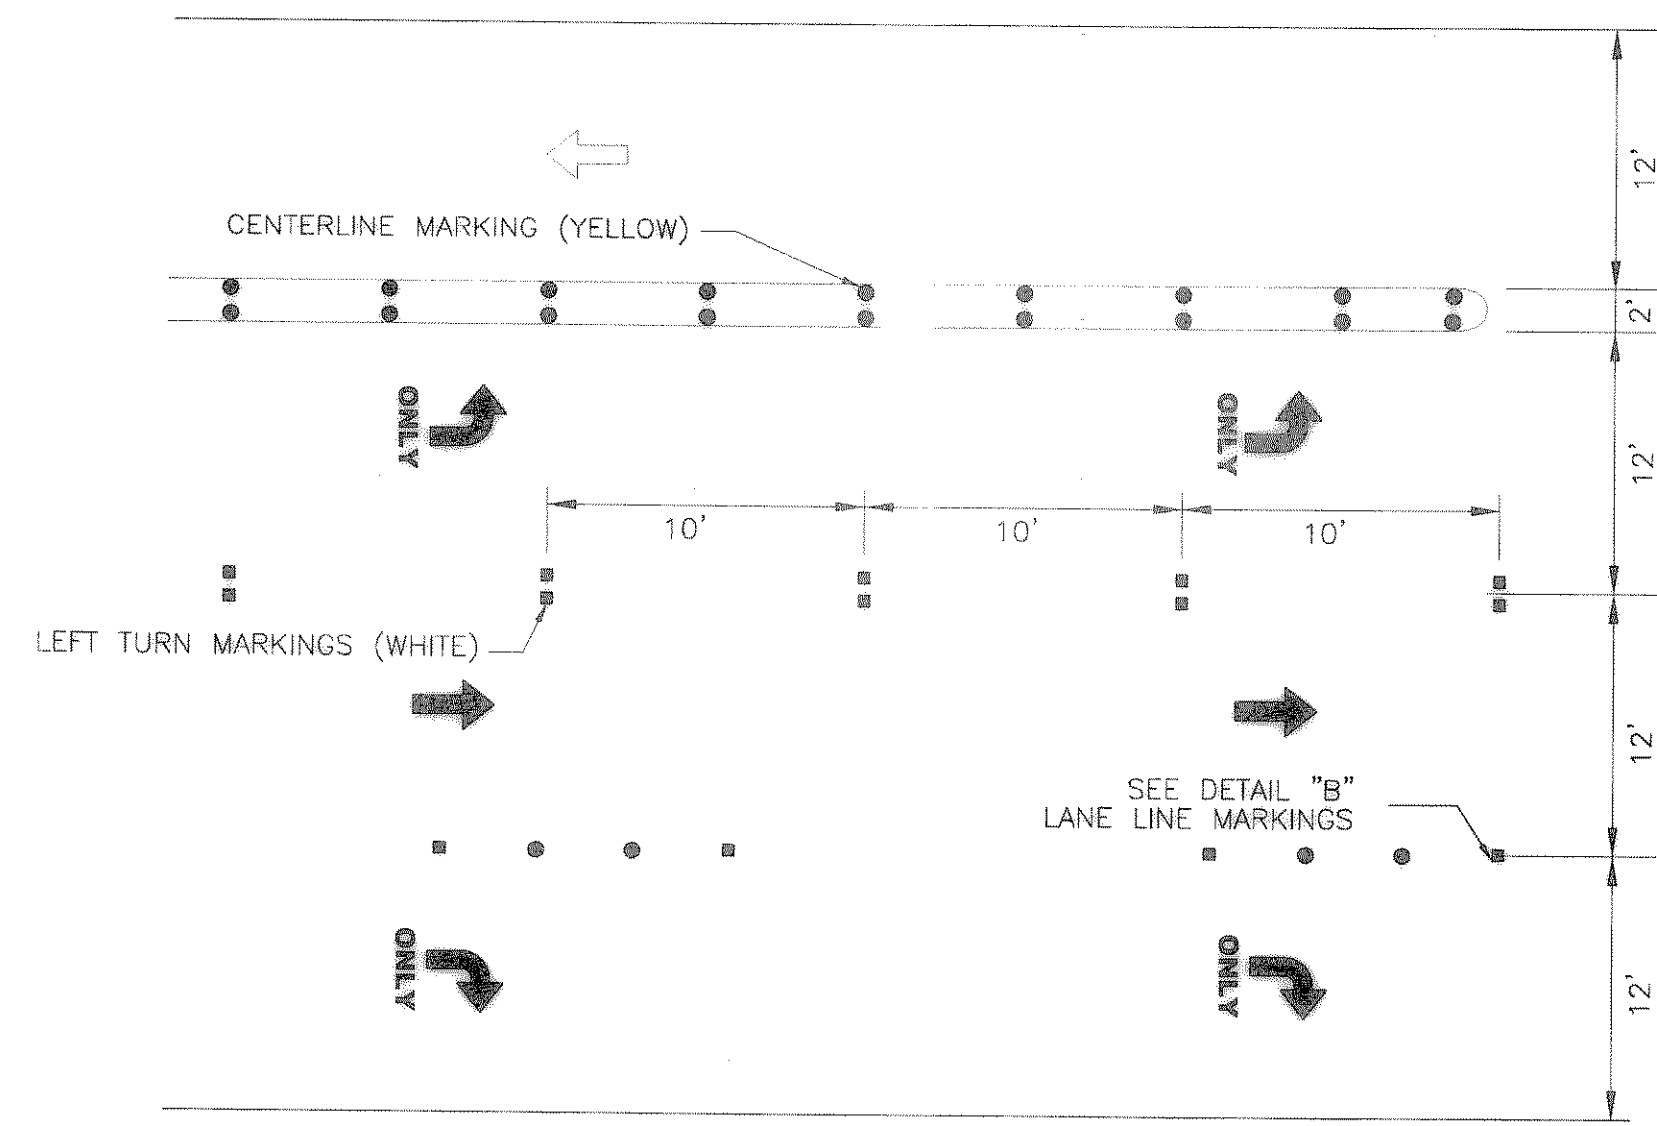 12'
CENTERLINE MARKING (YELLOW)
2'
ONLY
ONLY
12'
10'
10'
10'
LEFT TURN MARKINGS (WHITE)
12'
SEE DETAIL "B"
LANE LINE MARKINGS
ONLY
ONLY
12'